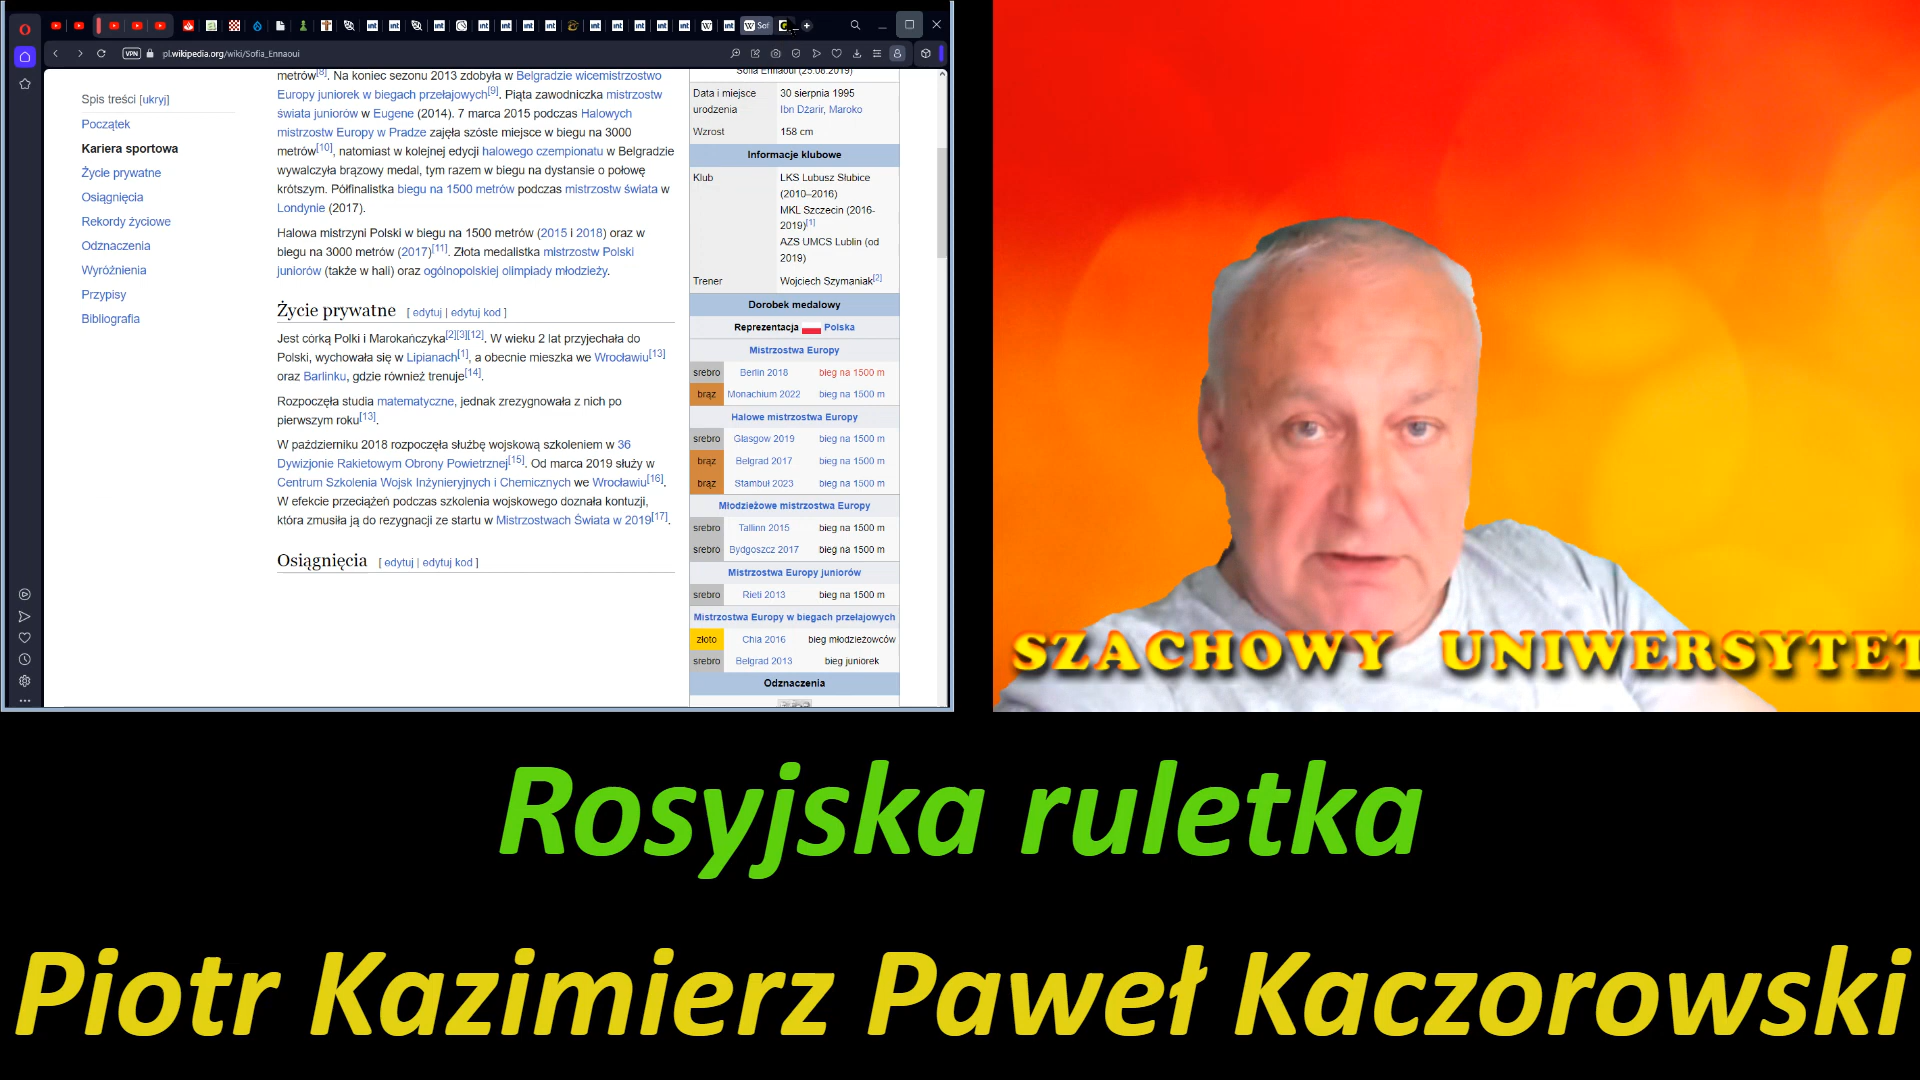 pl.wikipedia.org/wiki/Sofia_Ennaoui
VPN
Spis treści [ukryj]
Początek
Kariera sportowa
Życie prywatne
Osiągnięcia
Rekordy życiowe
Odznaczenia
Wyróżnienia
Przypisy
Bibliografia
metrów[8]. Na koniec sezonu 2013 zdobyła w Belgradzie wicemistrzostwo
Europy juniorek w biegach przełajowych[9]. Piąta zawodniczka mistrzostw
świata juniorów w Eugene (2014). 7 marca 2015 podczas Halowych
mistrzostw Europy w Pradze zajęła szóste miejsce w biegu na 3000
metrów[10], natomiast w kolejnej edycji halowego czempionatu w Belgradzie
wywalczyła brązowy medal, tym razem w biegu na dystansie o połowę
krótszym. Półfinalistka biegu na 1500 metrów podczas mistrzostw świata w
Londynie (2017).
Halowa mistrzyni Polski w biegu na 1500 metrów (2015 i 2018) oraz w
biegu na 3000 metrów (2017)[11]. Złota medalistka mistrzostw Polski
juniorów (także w hali) oraz ogólnopolskiej olimpiady młodzieży.
Życie prywatne [ edytuj | edytuj kod ]
Jest córką Polki i Marokańczyka[2][3][12]. W wieku 2 lat przyjechała do
Polski, wychowała się w Lipianach[1], a obecnie mieszka we Wrocławiu[13]
oraz Barlinku, gdzie również trenuje[14].
Rozpoczęła studia matematyczne, jednak zrezygnowała z nich po
pierwszym roku[13].
W październiku 2018 rozpoczęła służbę wojskową szkoleniem w 36
Dywizjonie Rakietowym Obrony Powietrznej[15]. Od marca 2019 służy w
Centrum Szkolenia Wojsk Inżynieryjnych i Chemicznych we Wrocławiu[16].
W efekcie przeciążeń podczas szkolenia wojskowego doznała kontuzji,
która zmusiła ją do rezygnacji ze startu w Mistrzostwach Świata w 2019[17].
Osiągnięcia [ edytuj | edytuj kod ]
Sofia Ennaoui (25.06.2019)
Data i miejsce urodzenia 30 sierpnia 1995
Ibn Dżarir, Maroko
Wzrost 158 cm
Informacje klubowe
Klub LKS Lubusz Słubice
(2010–2016)
MKL Szczecin (2016-
2019)[1]
AZS UMCS Lublin (od
2019)
Trener Wojciech Szymaniak[2]
Dorobek medalowy
Reprezentacja Polska
Mistrzostwa Europy
srebro Berlin 2018 bieg na 1500 m
brąz Monachium 2022 bieg na 1500 m
Halowe mistrzostwa Europy
srebro Glasgow 2019 bieg na 1500 m
brąz Belgrad 2017 bieg na 1500 m
brąz Stambuł 2023 bieg na 1500 m
Młodzieżowe mistrzostwa Europy
srebro Tallinn 2015 bieg na 1500 m
srebro Bydgoszcz 2017 bieg na 1500 m
Mistrzostwa Europy juniorów
srebro Rieti 2013 bieg na 1500 m
Mistrzostwa Europy w biegach przełajowych
złoto Chia 2016 bieg młodzieżowców
srebro Belgrad 2013 bieg juniorek
Odznaczenia
SZACHOWY UNIWERSYTET
Rosyjska ruletka
Piotr Kazimierz Paweł Kaczorowski